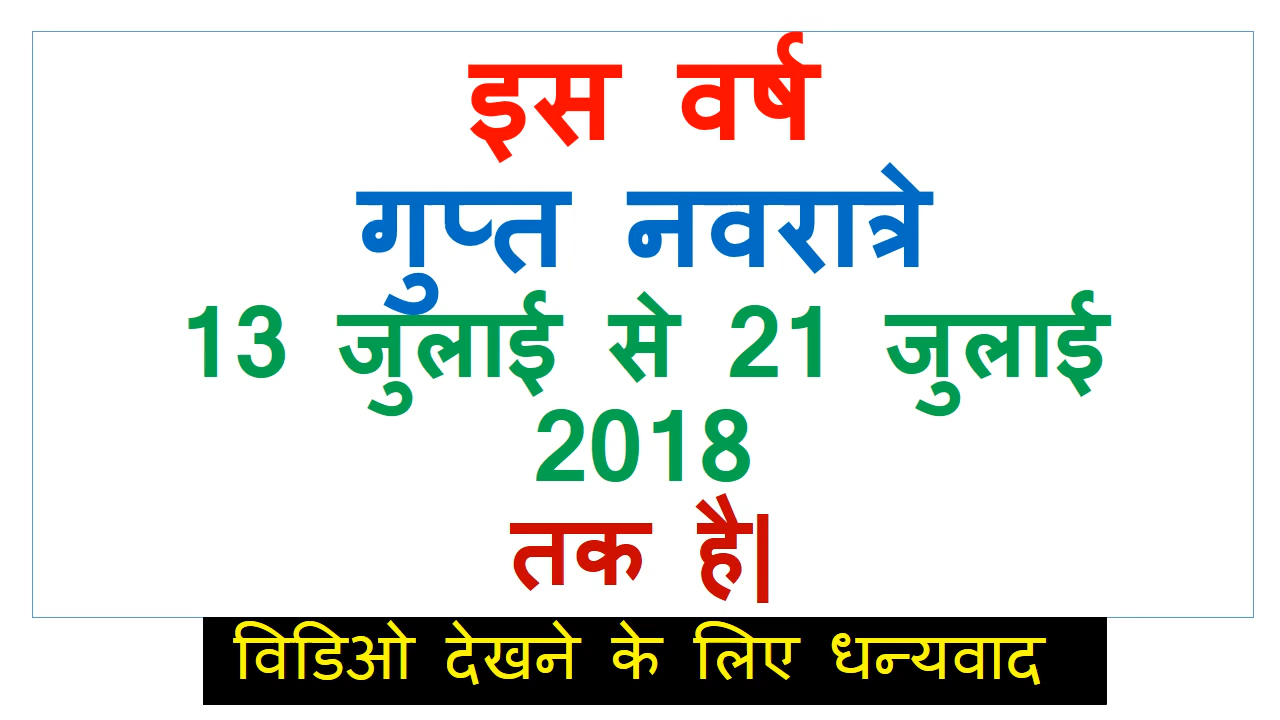 इस वर्ष
गुप्त नवरात्रे
13 जुलाई से 21 जुलाई
2018
तक है|
विडिओ देखने के लिए धन्यवाद